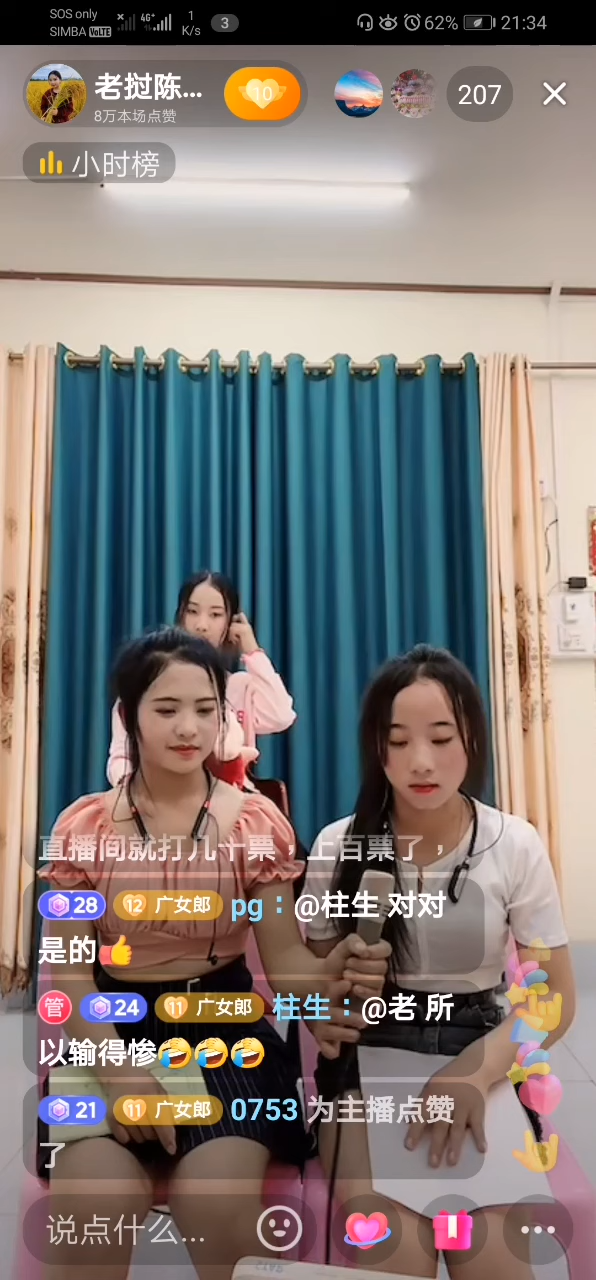 SOS only
SIMBA VoLTE
4G+
1
K/s
3
62%
21:34
老挝陈...
8万本场点赞
10
207
小时榜
直播间就打几十票，上百票了，
28 12 广女郎 pg：@柱生 对对
是的👍
管 24 11 广女郎 柱生：@老 所
以输得惨🤣🤣🤣
21 11 广女郎 0753 为主播点赞
了
说点什么...